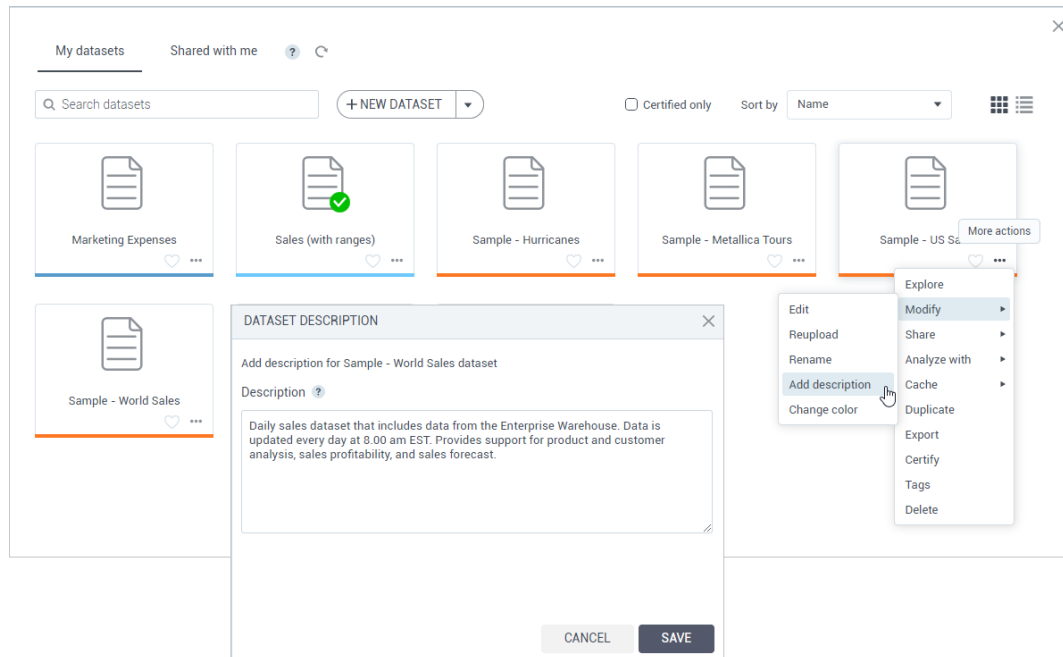 My datasets
Shared with me
?
Search datasets
+ NEW DATASET
Certified only
Sort by
Name
Marketing Expenses
Sales (with ranges)
Sample - Hurricanes
Sample - Metallica Tours
Sample - US Sa
More actions
Explore
Modify
Share
Analyze with
Cache
Duplicate
Export
Certify
Tags
Delete
Edit
Reupload
Rename
Add description
Change color
Sample - World Sales
DATASET DESCRIPTION
Add description for Sample - World Sales dataset
Description ?
Daily sales dataset that includes data from the Enterprise Warehouse. Data is
updated every day at 8.00 am EST. Provides support for product and customer
analysis, sales profitability, and sales forecast.
CANCEL
SAVE